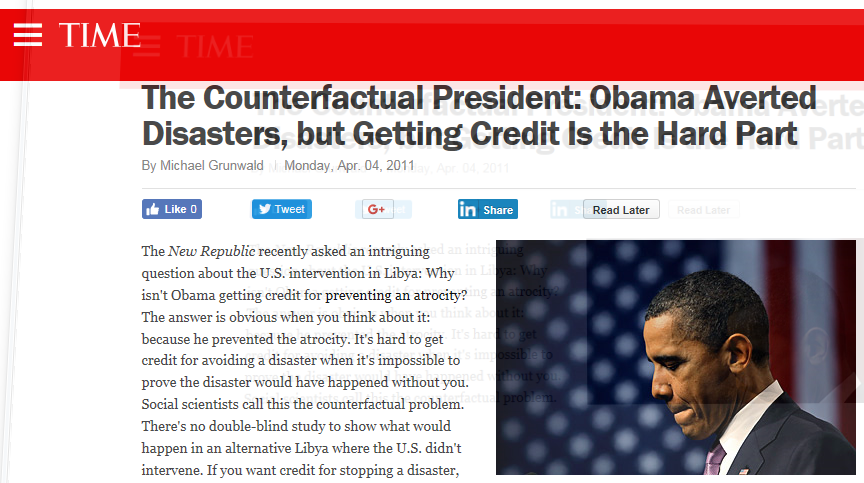 TIME
The Counterfactual President: Obama Averted
Disasters, but Getting Credit Is the Hard Part
By Michael Grunwald Monday, Apr. 04, 2011
Like 0 Tweet G+ in Share Read Later
The New Republic recently asked an intriguing
question about the U.S. intervention in Libya: Why
isn't Obama getting credit for preventing an atrocity?
The answer is obvious when you think about it:
because he prevented the atrocity. It's hard to get
credit for avoiding a disaster when it's impossible to
prove the disaster would have happened without you.
Social scientists call this the counterfactual problem.
There's no double-blind study to show what would
happen in an alternative Libya where the U.S. didn't
intervene. If you want credit for stopping a disaster,